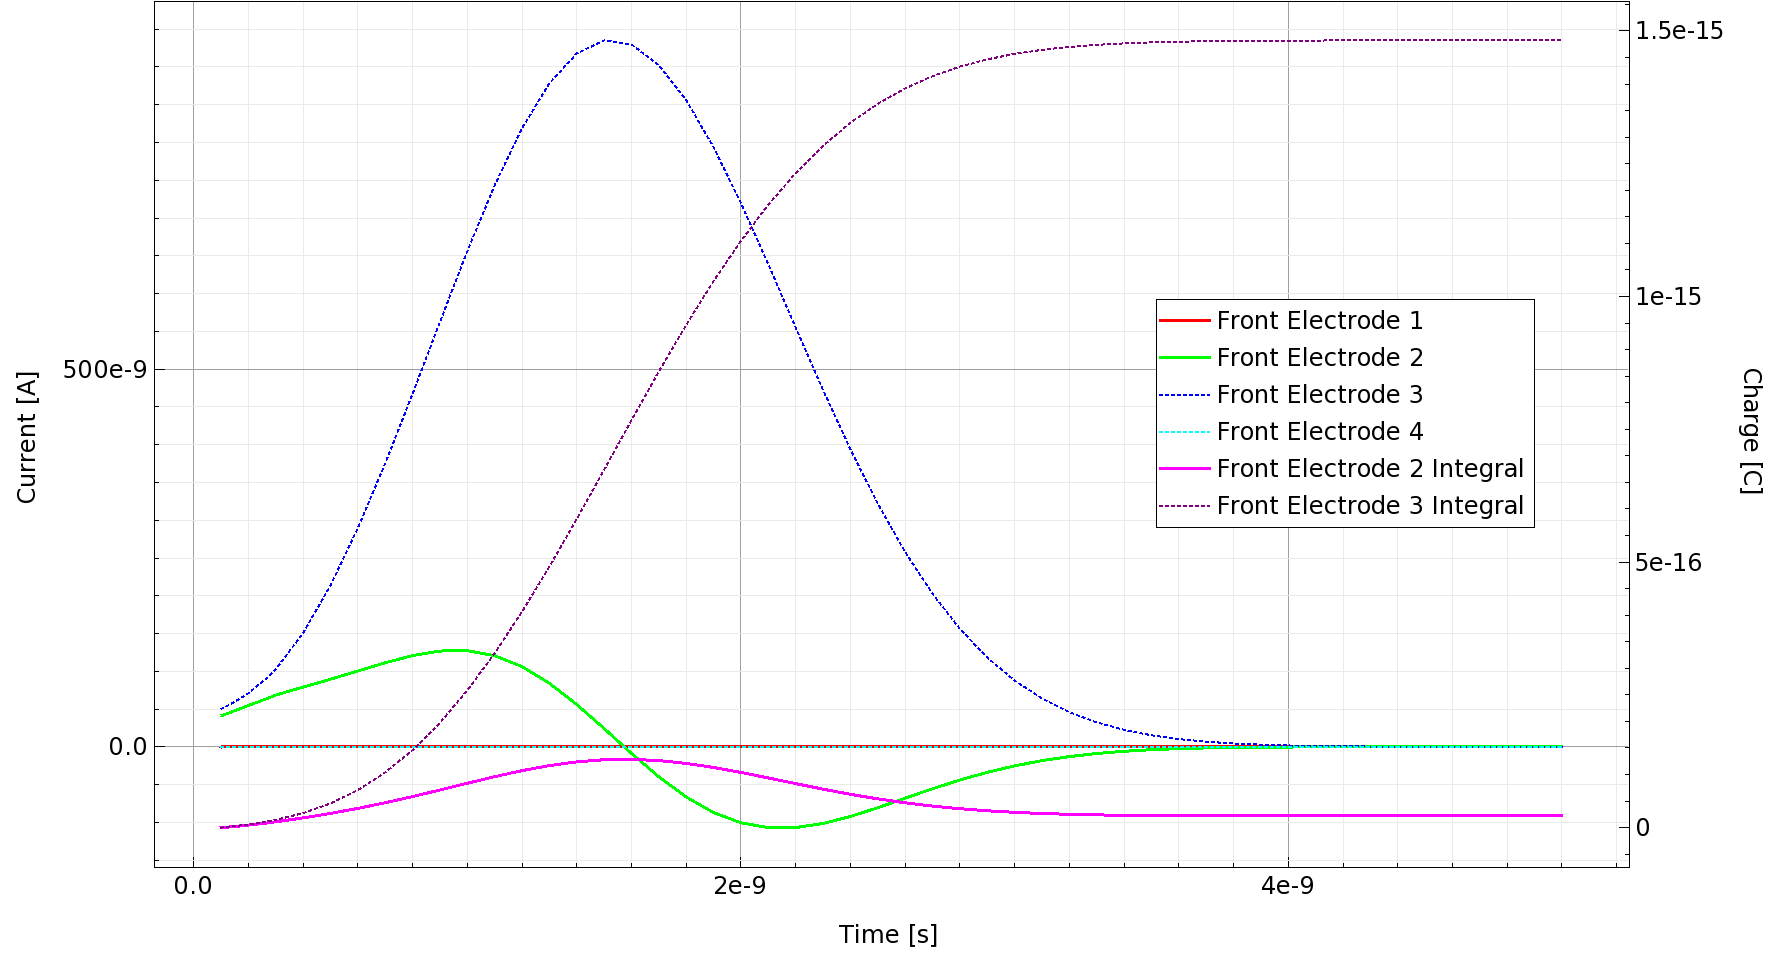 1.5e-15
1e-15
Front Electrode 1
Front Electrode 2
500e-9
Front Electrode 3
Front Electrode 4
Current [A]
Charge [C]
Front Electrode 2 Integral
Front Electrode 3 Integral
5e-16
0.0
0
0.0
2e-9
4e-9
Time [s]